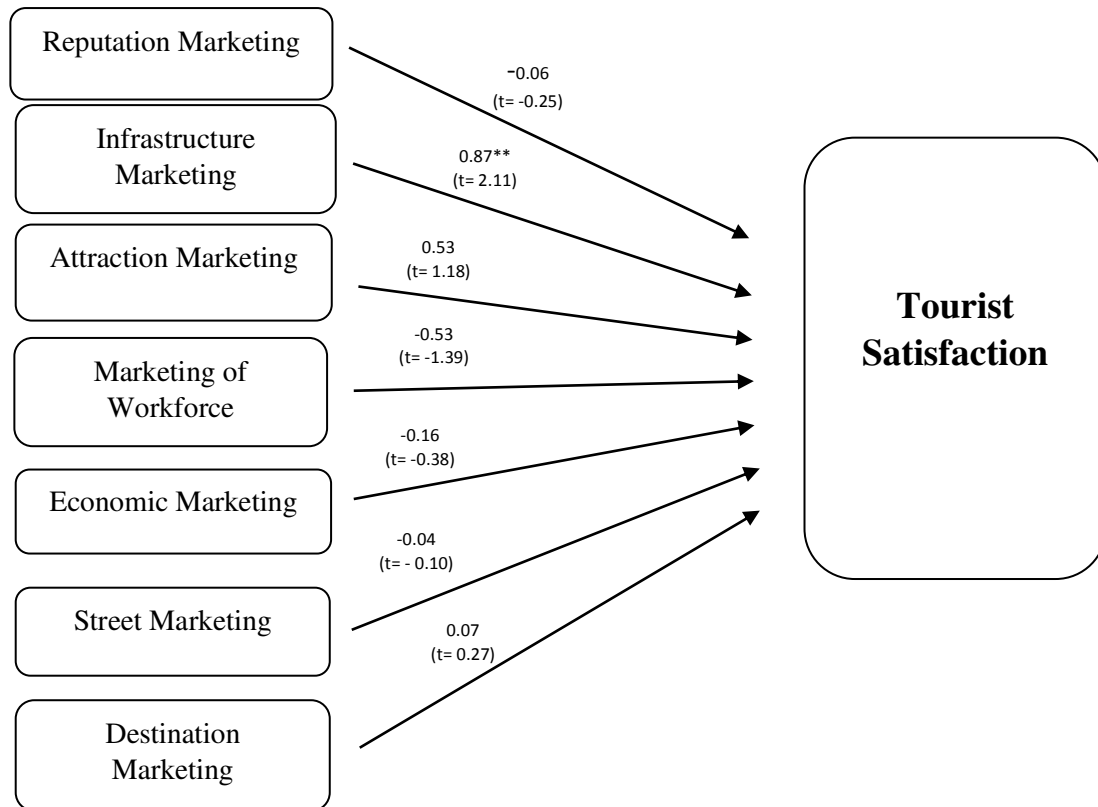 Reputation Marketing
-0.06
(t= -0.25)
Infrastructure
Marketing
0.87**
(t= 2.11)
Attraction Marketing
0.53
(t= 1.18)
Marketing of
Workforce
-0.53
(t= -1.39)
Economic Marketing
-0.16
(t= -0.38)
Street Marketing
-0.04
(t= - 0.10)
Destination
Marketing
0.07
(t= 0.27)
Tourist
Satisfaction